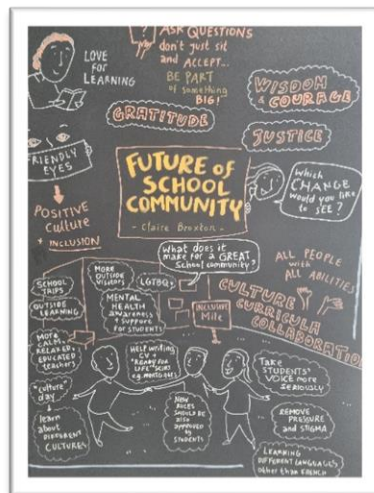 ASK QUESTIONS
don't just sit
and ACCEPT...
BE PART
of something
BIG!
LOVE
for
LEARNING
WISDOM
& COURAGE
GRATITUDE
JUSTICE
FRIENDLY
EYES
FUTURE of
SCHOOL
COMMUNITY
- Claire Broxton -
Which
CHANGE
would you like
to SEE?
POSITIVE
Culture
+ INCLUSION
What does it
make for a GREAT
School community?
ALL PEOPLE
with
ALL ABILITIES
SCHOOL
TRIPS
MORE
OUTSIDE
Visitors
LGBTQ+
OUTSIDE
LEARNING
MENTAL
HEALTH
awareness
+ SUPPORT
FOR STUDENTS
INCLUSIVE
Mile
CULTURE
CURRICULA
COLLABORATION
More
CALM,
RELAXED +
EDUCATED
teachers
HELP writing
CV +
"READY FOR
LIFE" SKILLS
e.g. MORTGAGES
Take
STUDENTS'
VOICE more
SERIOUSLY
"culture"
day
learn
about
DIFFERENT
CULTURES
NEW
RULES
SHOULD BE
also
APPROVED
by
STUDENTS
REMOVE
PRESSURE
and STIGMA
LEARNING
DIFFERENT LANGUAGES
other than FRENCH